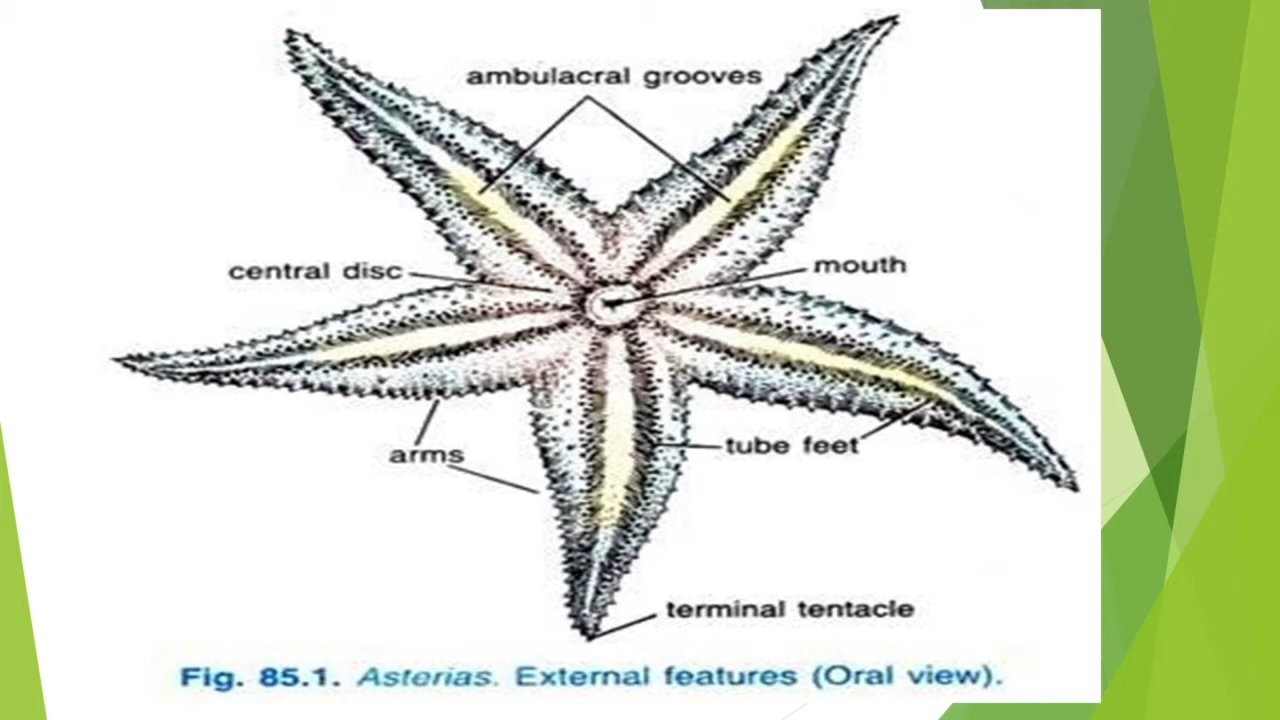 ambulacral grooves
central disc
mouth
arms
tube feet
terminal tentacle
Fig. 85.1. Asterias. External features (Oral view).